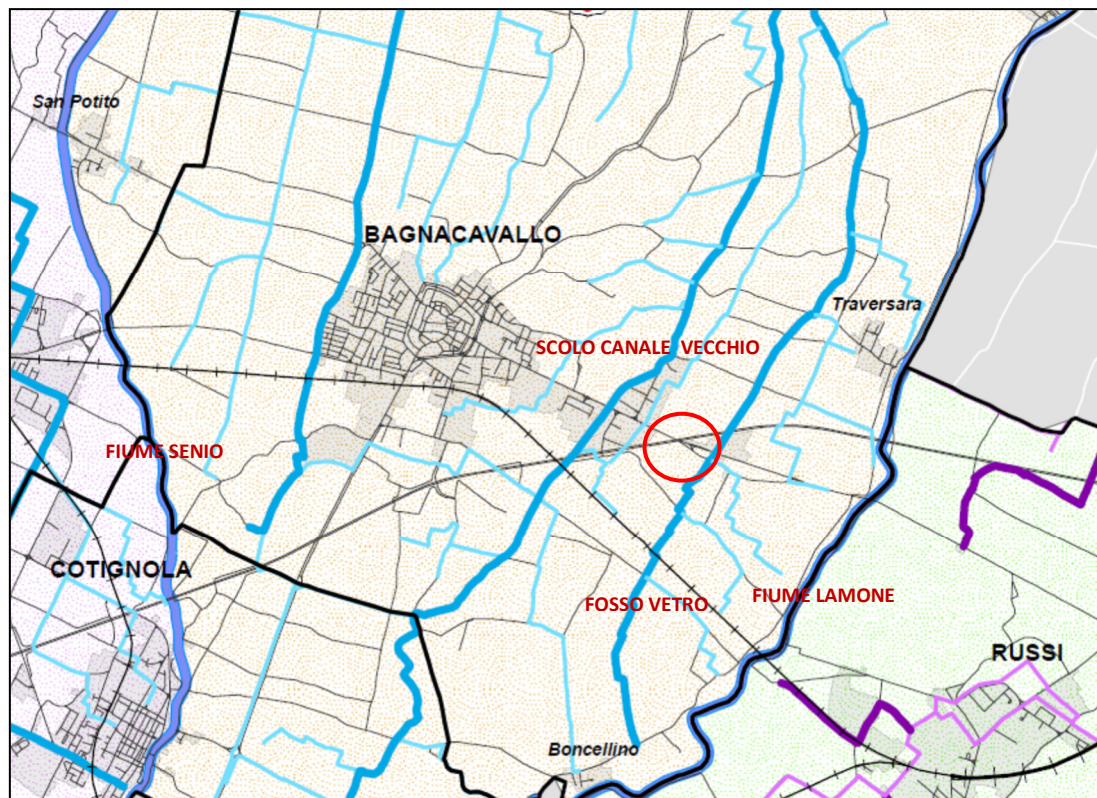 San Potito
BAGNACAVALLO
Traversara
SCOLO CANALE VECCHIO
FIUME SENIO
COTIGNOLA
FOSSO VETRO
FIUME LAMONE
RUSSI
Boncellino